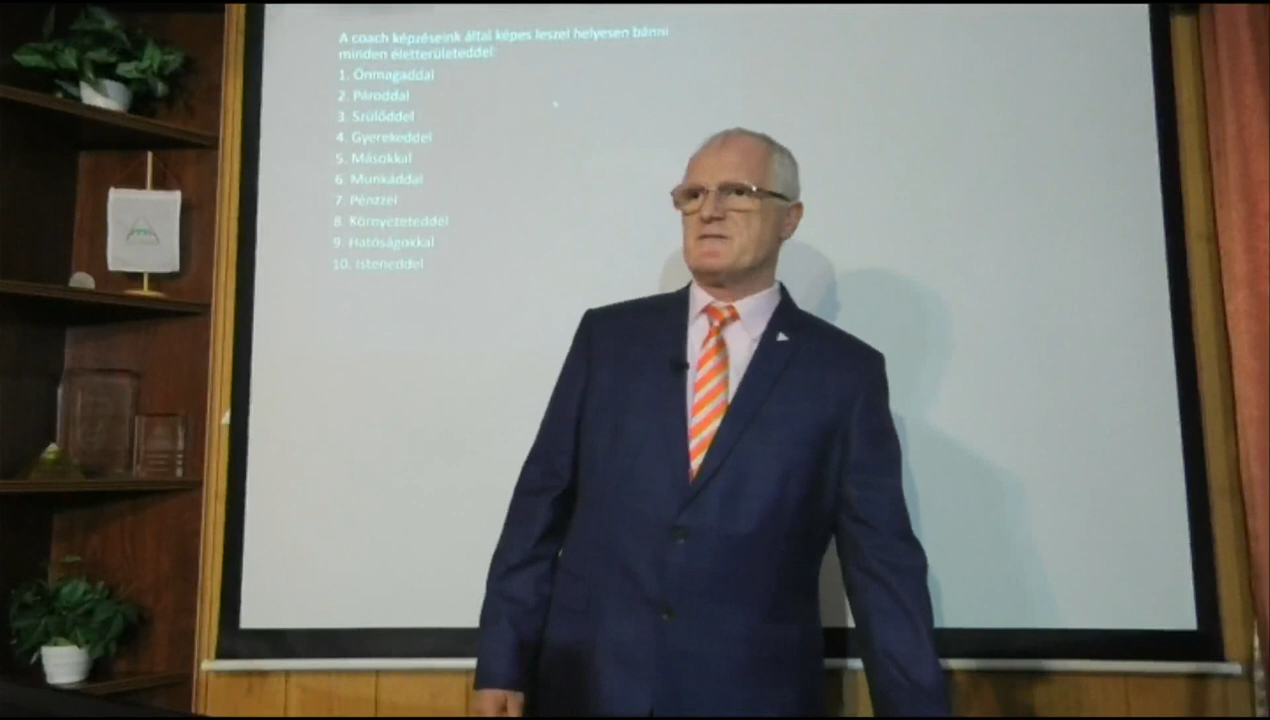 A coach képzéseink által képes leszel helyesen bánni
minden életterületeddel:
1. Önmagaddal
2. Pároddal
3. Szülőddel
4. Gyerekeddel
5. Másokkal
6. Munkáddal
7. Pénzzel
8. Környezeteddel
9. Hatóságokkal
10. Isteneddel